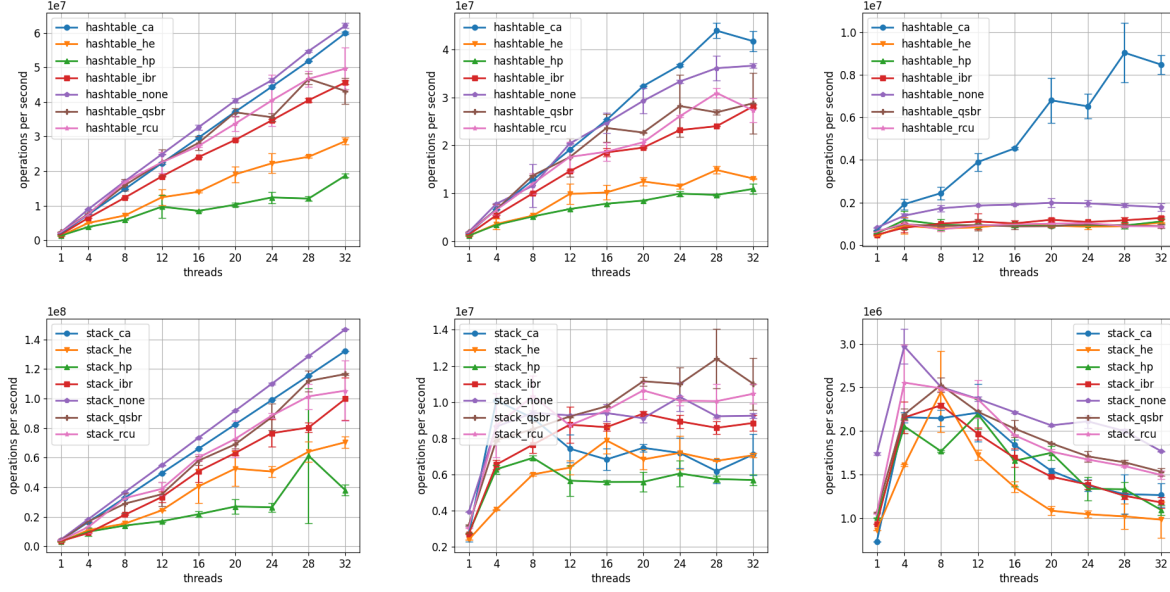 1e7
6
5
4
3
2
1
0
operations per second
hashtable_ca
hashtable_he
hashtable_hp
hashtable_ibr
hashtable_none
hashtable_qsbr
hashtable_rcu
1 4 8 12 16 20 24 28 32
threads
1e7
4
3
2
1
0
operations per second
hashtable_ca
hashtable_he
hashtable_hp
hashtable_ibr
hashtable_none
hashtable_qsbr
hashtable_rcu
1 4 8 12 16 20 24 28 32
threads
1e7
1.0
0.8
0.6
0.4
0.2
0.0
operations per second
hashtable_ca
hashtable_he
hashtable_hp
hashtable_ibr
hashtable_none
hashtable_qsbr
hashtable_rcu
1 4 8 12 16 20 24 28 32
threads
1e8
1.4
1.2
1.0
0.8
0.6
0.4
0.2
0.0
operations per second
stack_ca
stack_he
stack_hp
stack_ibr
stack_none
stack_qsbr
stack_rcu
1 4 8 12 16 20 24 28 32
threads
1e7
1.4
1.2
1.0
0.8
0.6
0.4
0.2
operations per second
stack_ca
stack_he
stack_hp
stack_ibr
stack_none
stack_qsbr
stack_rcu
1 4 8 12 16 20 24 28 32
threads
1e6
3.0
2.5
2.0
1.5
1.0
operations per second
stack_ca
stack_he
stack_hp
stack_ibr
stack_none
stack_qsbr
stack_rcu
1 4 8 12 16 20 24 28 32
threads